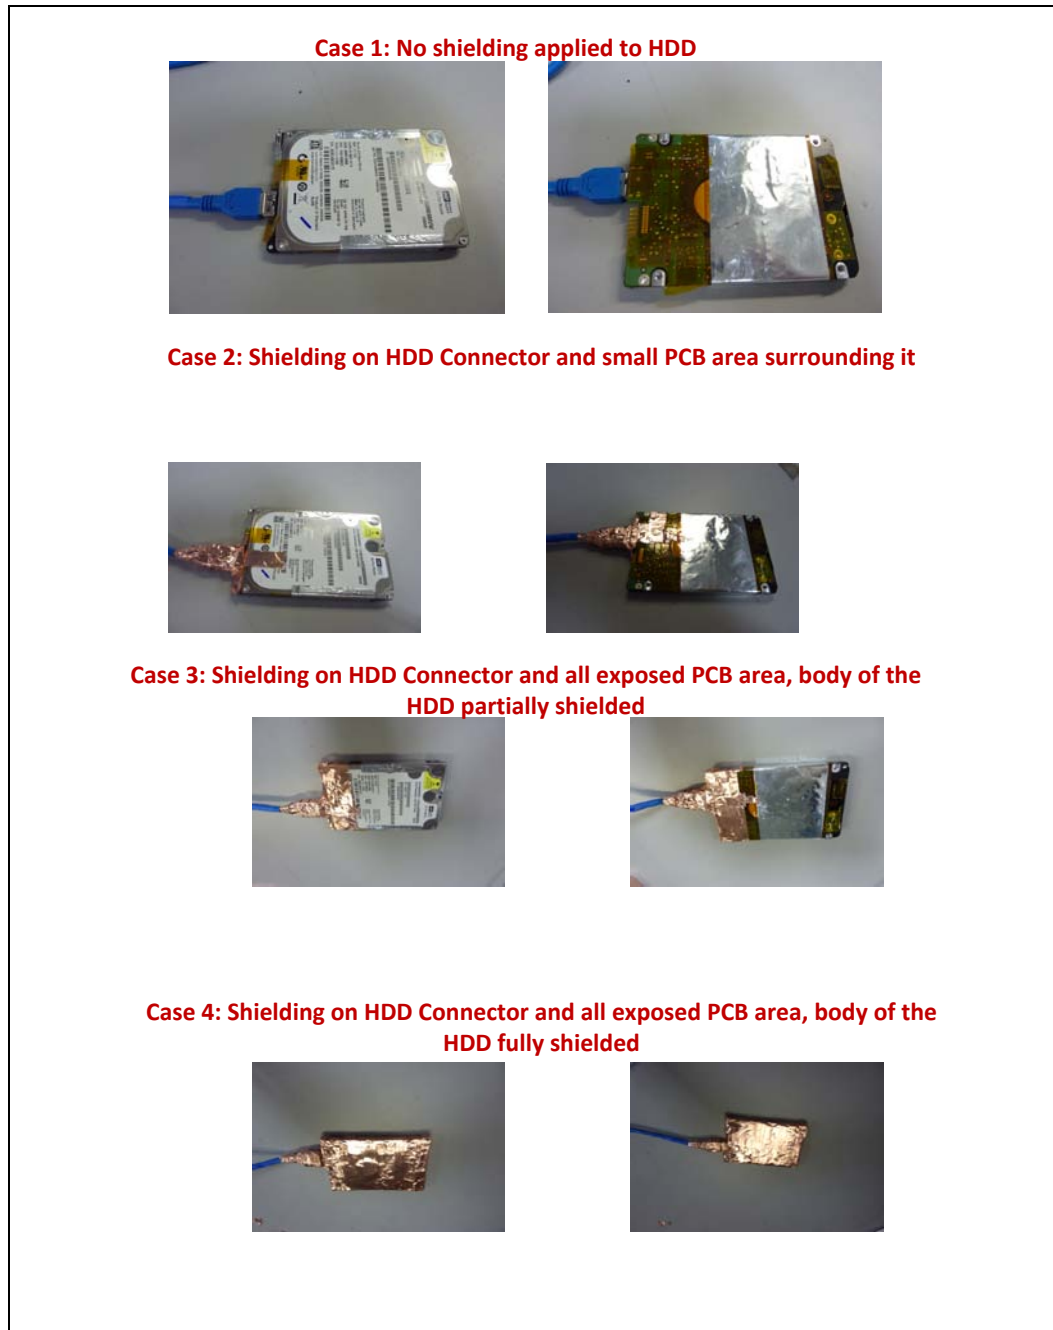 Case 1: No shielding applied to HDD
Case 2: Shielding on HDD Connector and small PCB area surrounding it
Case 3: Shielding on HDD Connector and all exposed PCB area, body of the
HDD partially shielded
Case 4: Shielding on HDD Connector and all exposed PCB area, body of the
HDD fully shielded